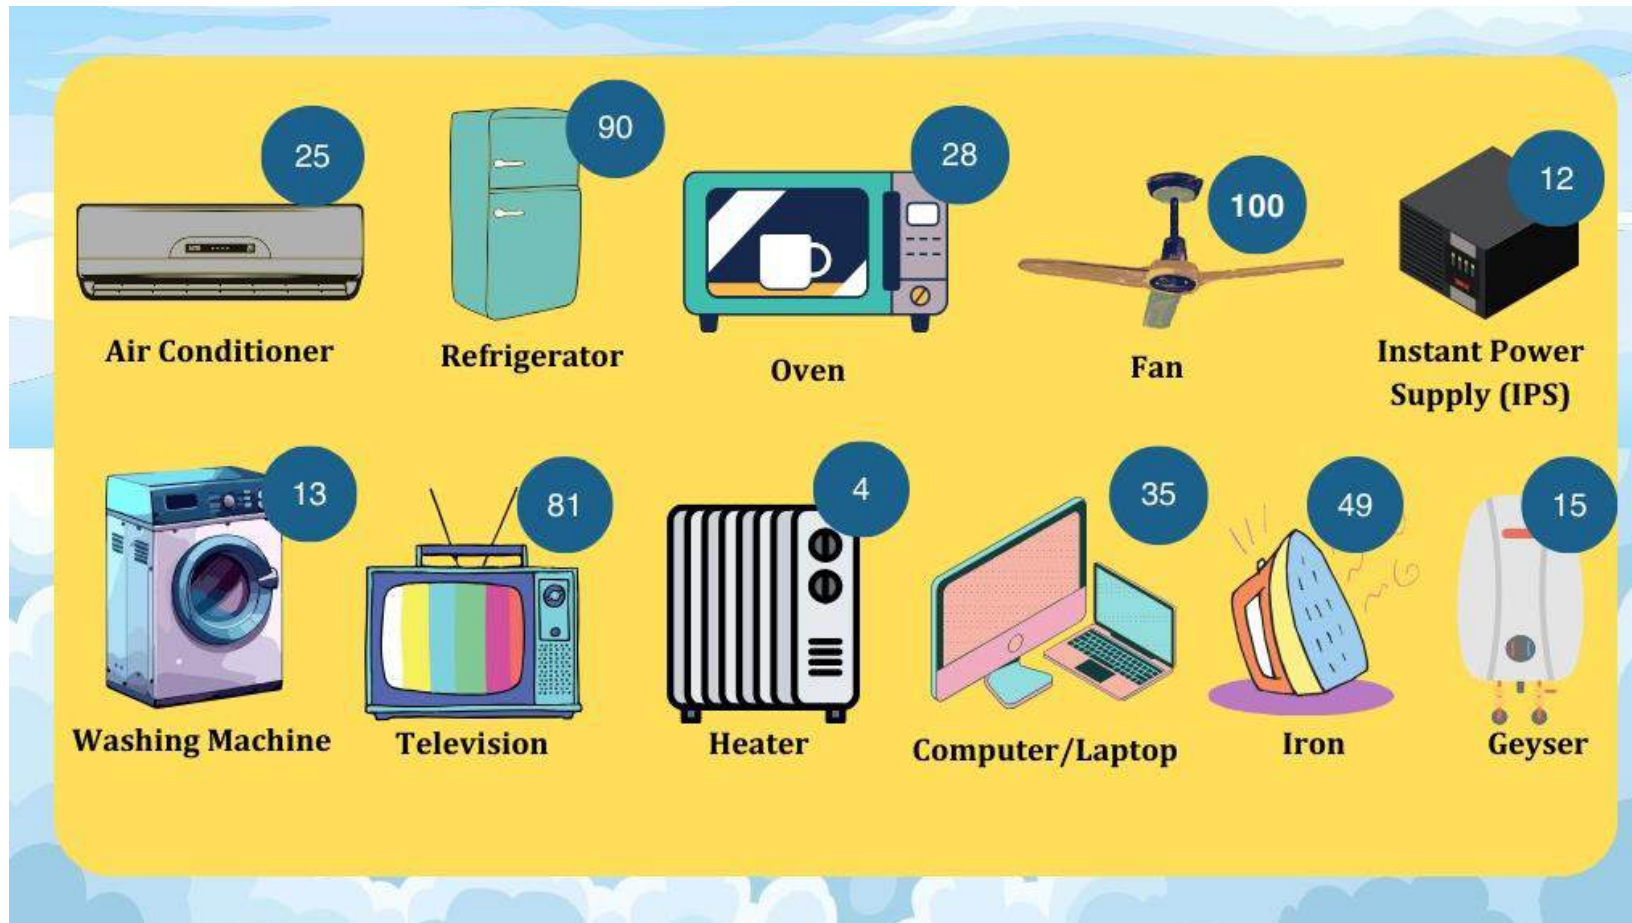 25
90
28
100
12
Air Conditioner
Refrigerator
Oven
Fan
Instant Power
Supply (IPS)
13
81
4
35
49
15
Washing Machine
Television
Heater
Computer/Laptop
Iron
Geyser